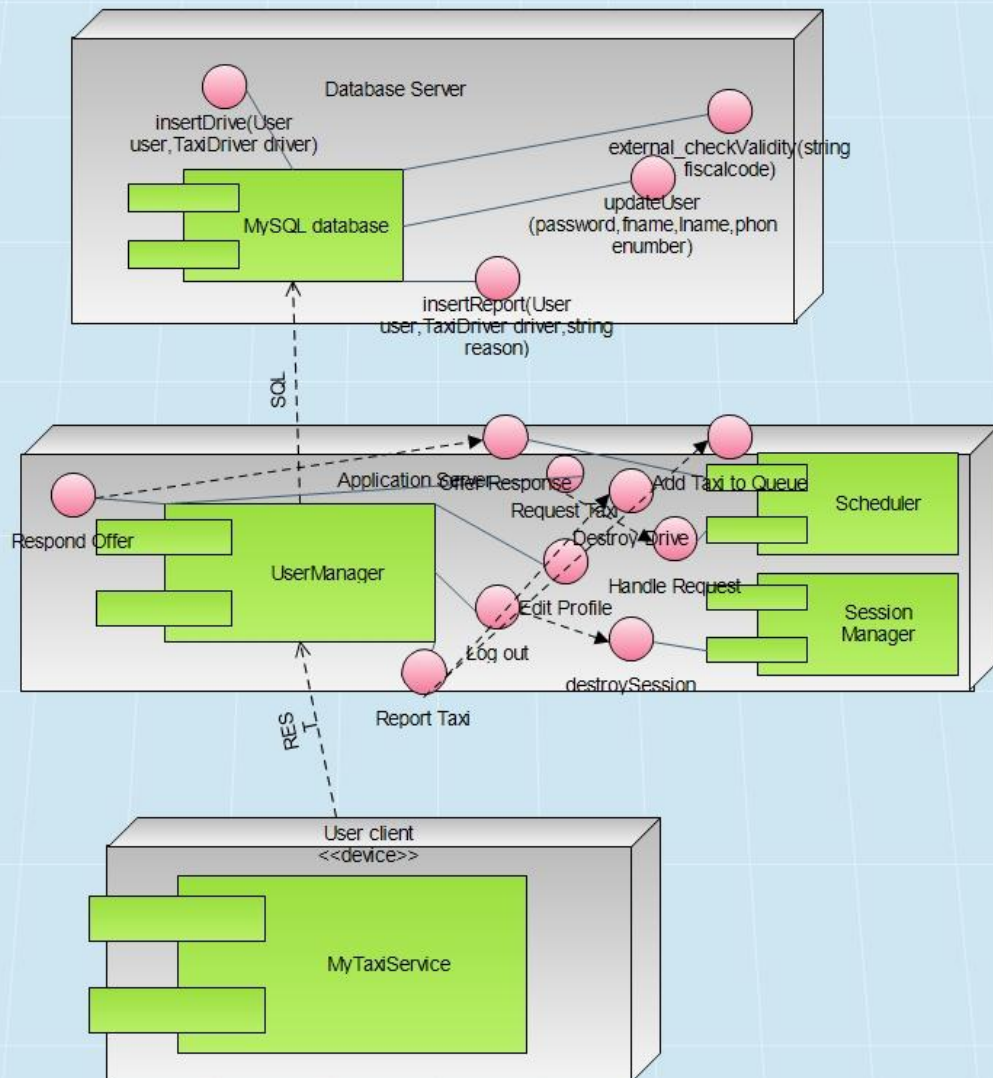 Database Server
insertDrive(User
user,TaxiDriver driver)
external_checkValidity(string
fiscalcode)
updateUser
(password,fname,lname,phon
enumber)
MySQL database
insertReport(User
user,TaxiDriver driver,string
reason)
SQL
Application Server
Offer Response
Add Taxi to Queue
Request Taxi
Scheduler
Respond Offer
Destroy Drive
UserManager
Handle Request
Edit Profile
Session
Manager
Log out
destroySession
Report Taxi
RES
T
User client
<<device>>
MyTaxiService